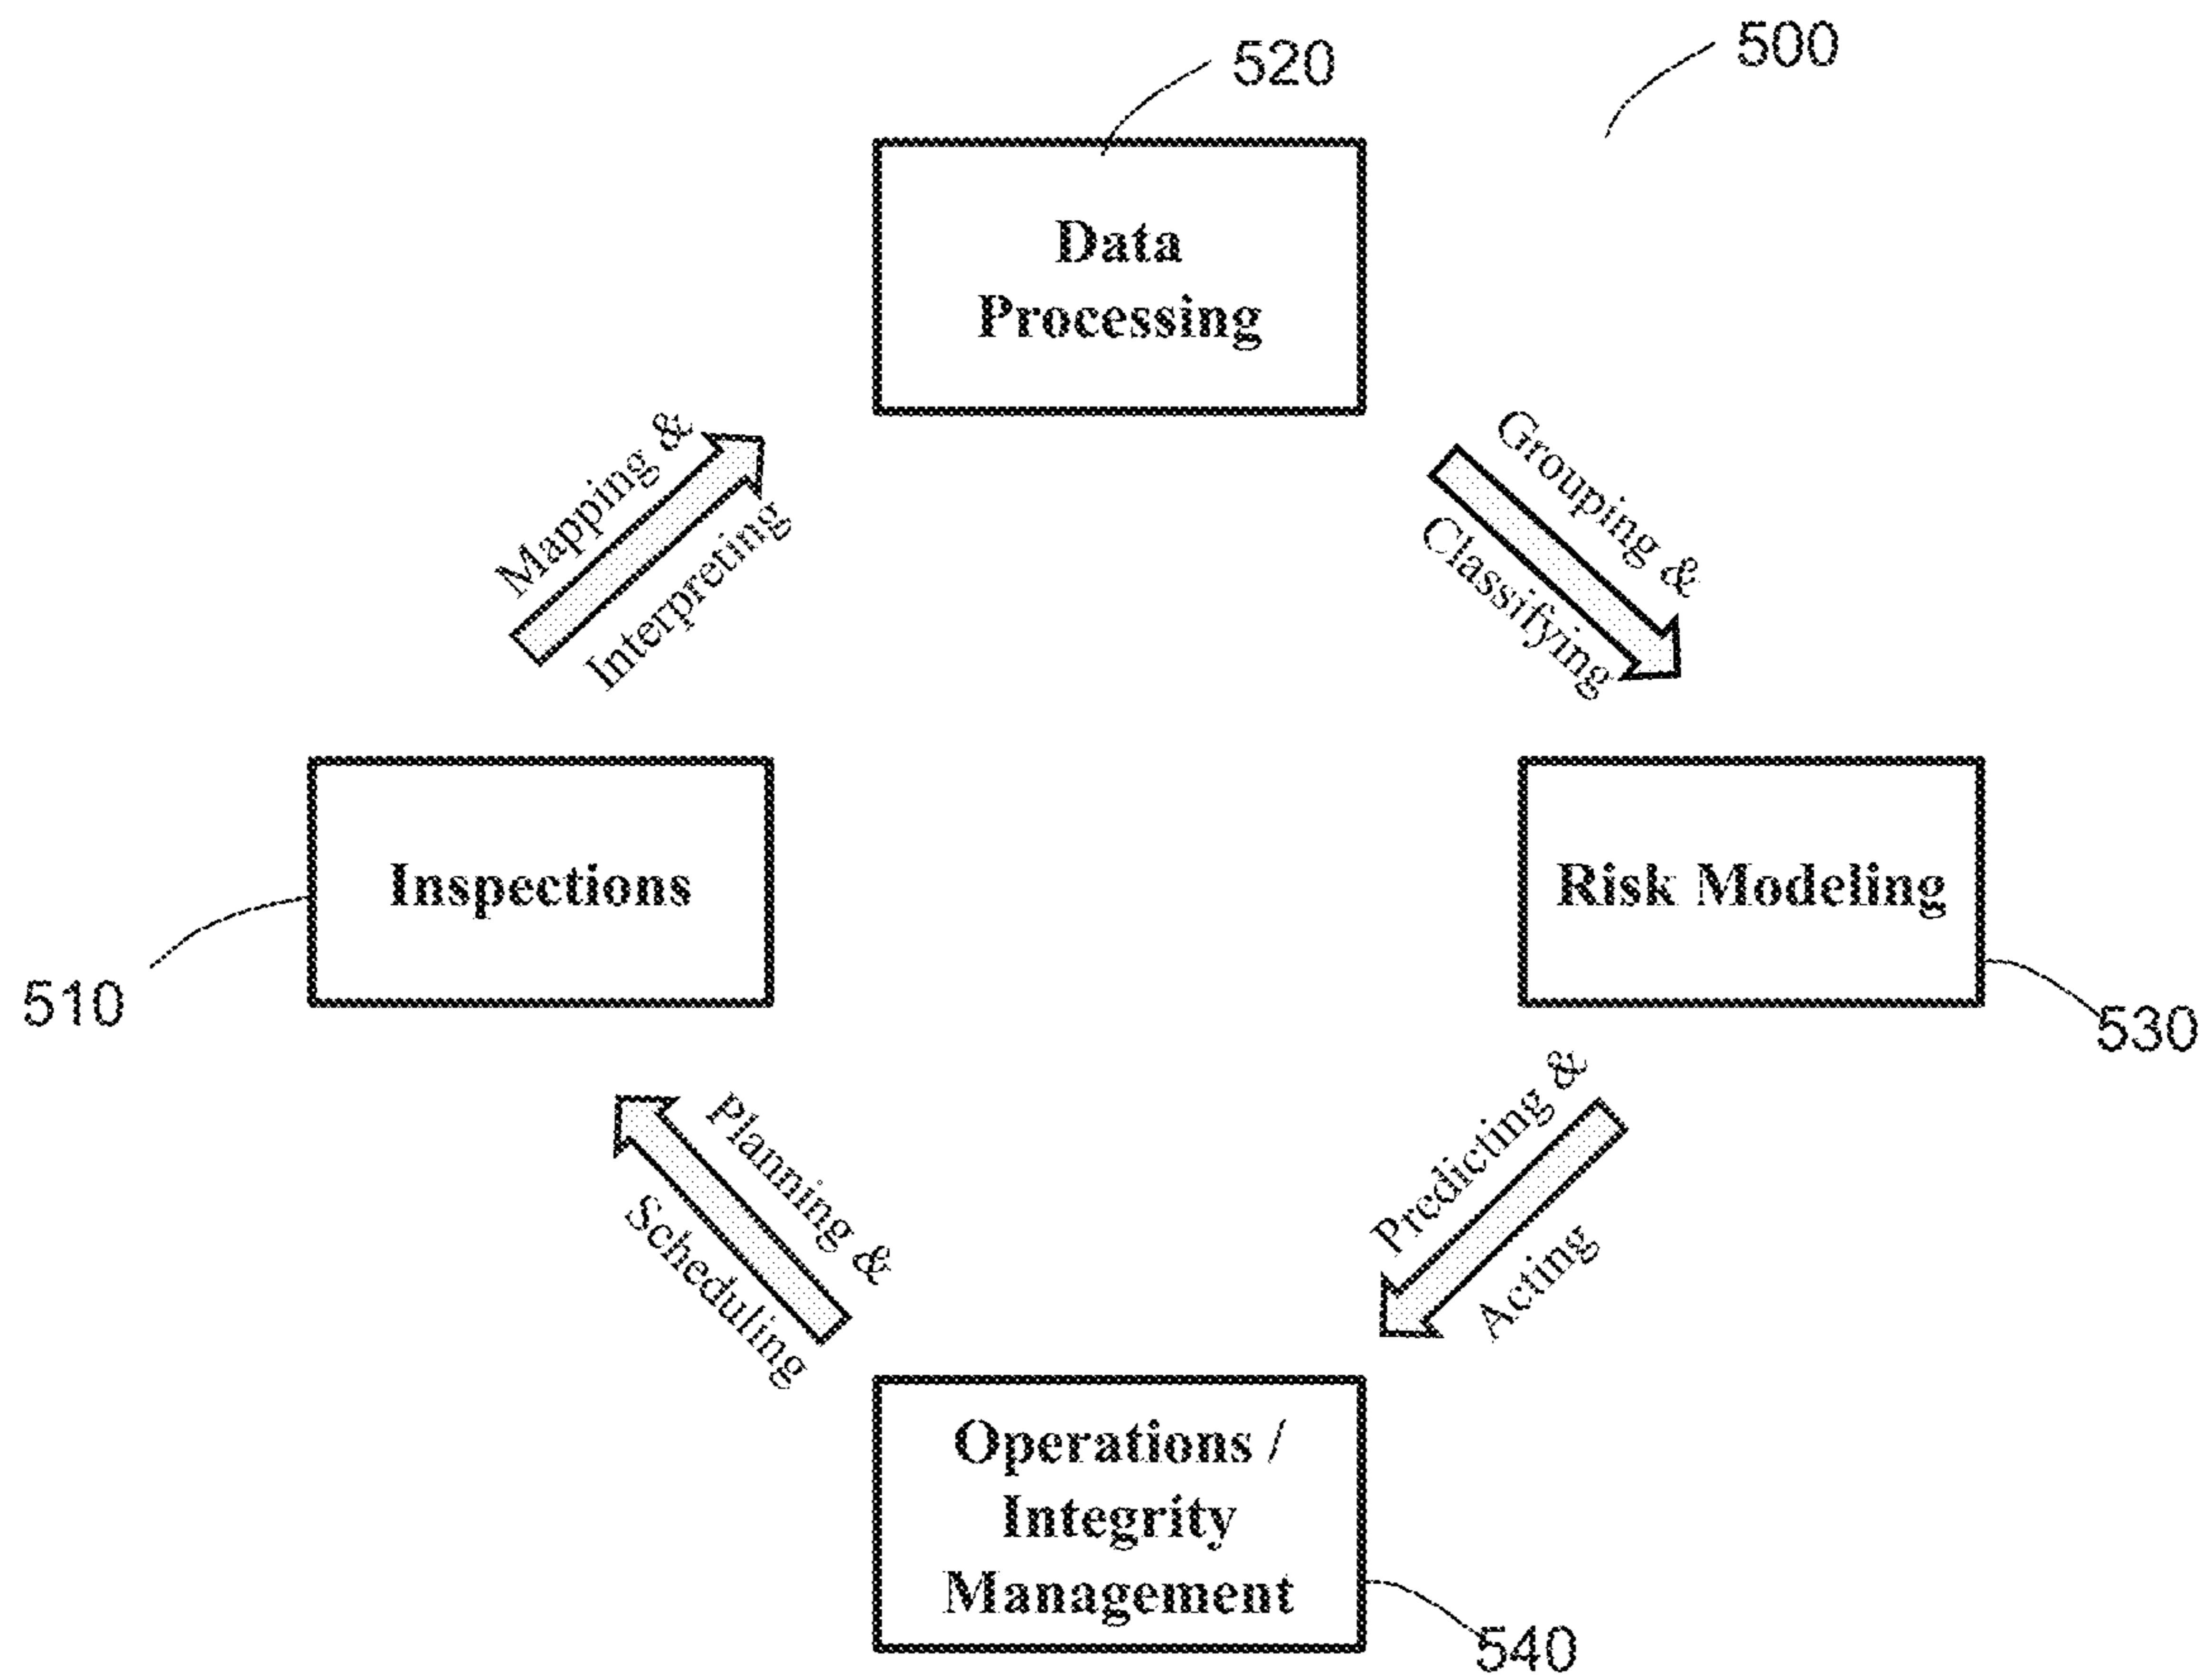 500
520
Data
Processing
Mapping &
Interpreting
Grouping &
Classifying
Inspections
510
Risk Modeling
530
Planning &
Scheduling
Predicting &
Acting
Operations /
Integrity
Management
540